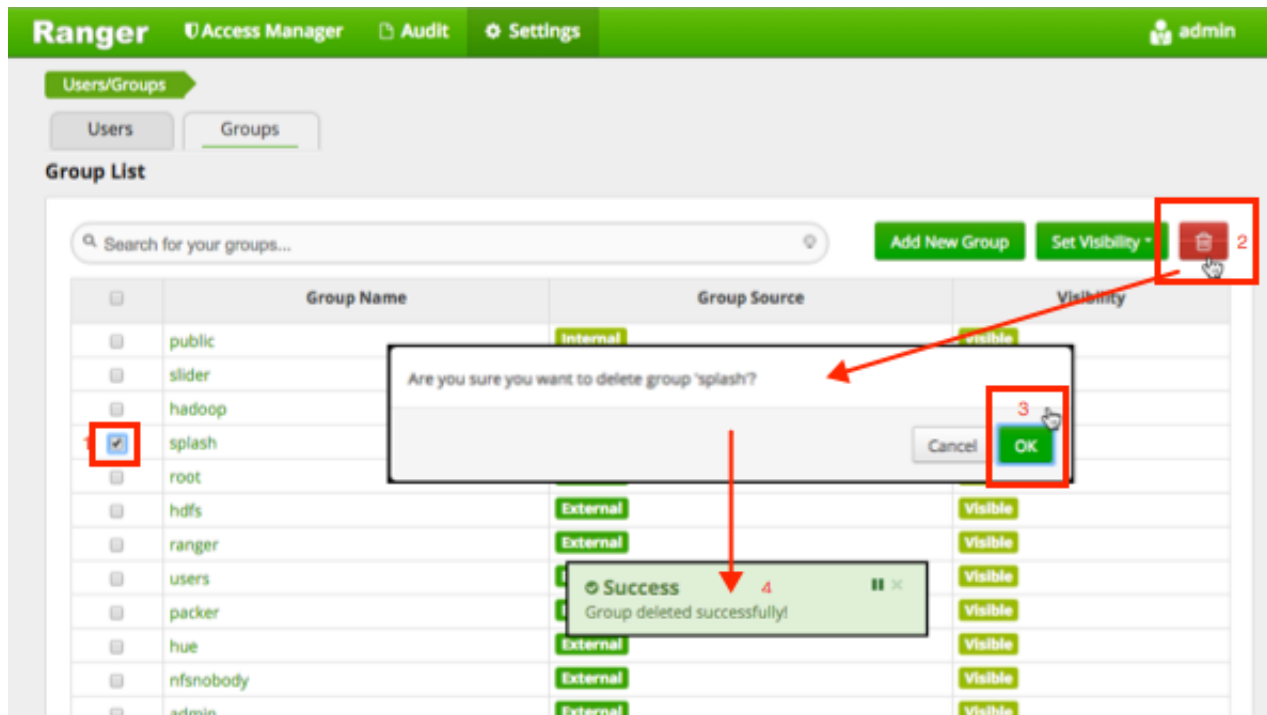 Ranger Access Manager Audit Settings admin
Users/Groups
Users Groups
Group List
Search for your groups... Add New Group Set Visibility 2
Group Name Group Source Visibility
public Internal Visible
slider
Are you sure you want to delete group 'splash'?
hadoop
3
1 splash
Cancel OK
root
hdfs External Visible
ranger External Visible
users Visible
Success 4
packer Visible
Group deleted successfully!
hue External Visible
nfsnobody External Visible
admin External Visible